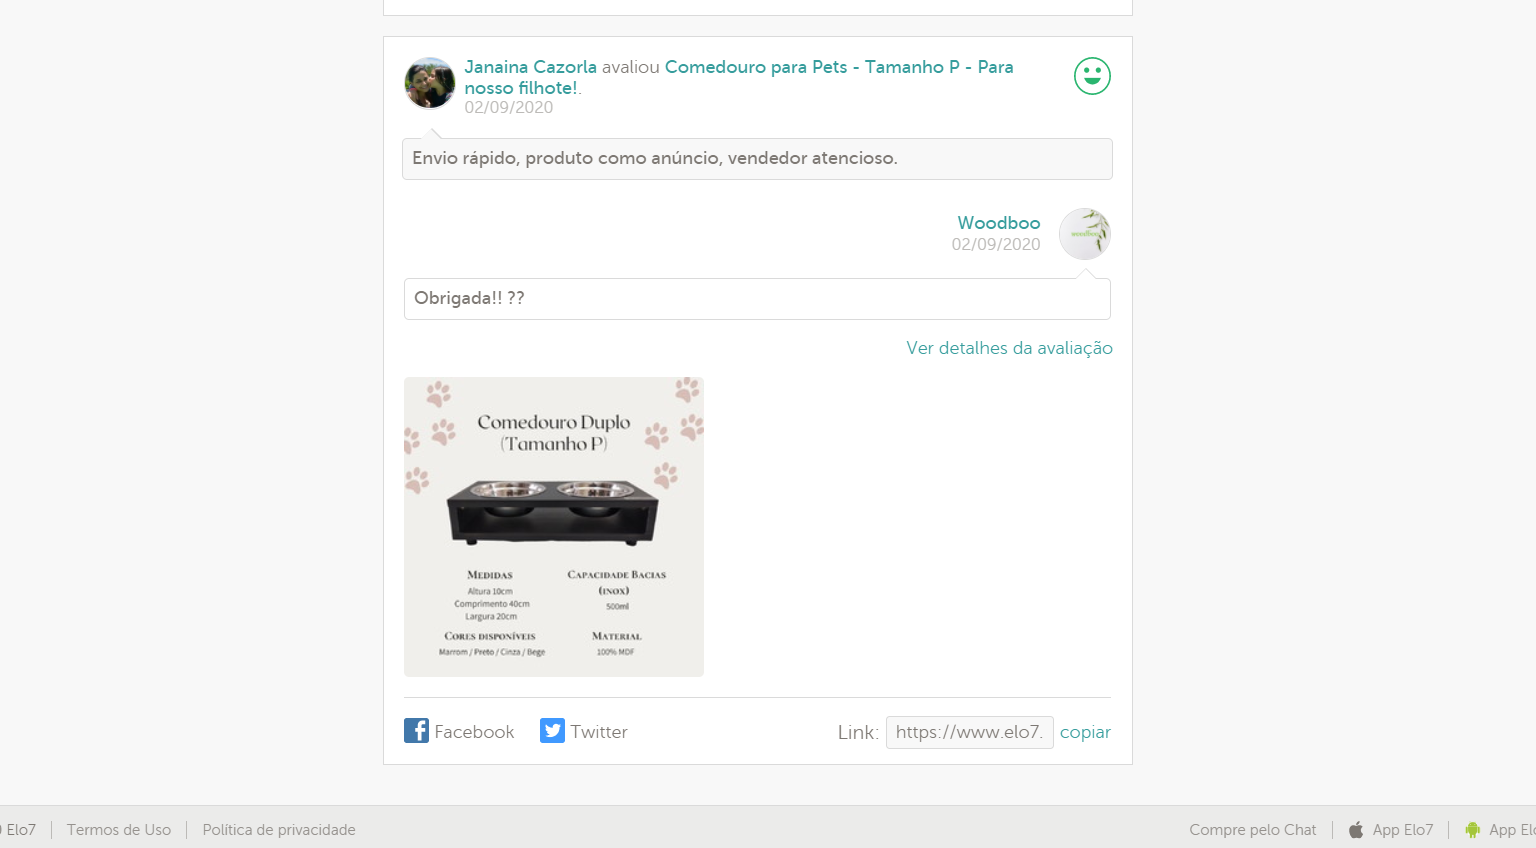 Janaina Cazorla avaliou Comedouro para Pets - Tamanho P - Para
nosso filhote!.
02/09/2020
Envio rápido, produto como anúncio, vendedor atencioso.
Woodboo
02/09/2020
woodboo
Obrigada!! ??
Ver detalhes da avaliação
Comedouro Duplo
(Tamanho P)
Medidas
Altura 10cm
Comprimento 40cm
Largura 20cm
Capacidade Bacias
(inox)
500ml
Cores disponíveis
Marrom / Preto / Cinza / Bege
Material
100% MDF
Facebook
Twitter
Link: https://www.elo7. copiar
Elo7
Termos de Uso
Política de privacidade
Compre pelo Chat
App Elo7
App Elo